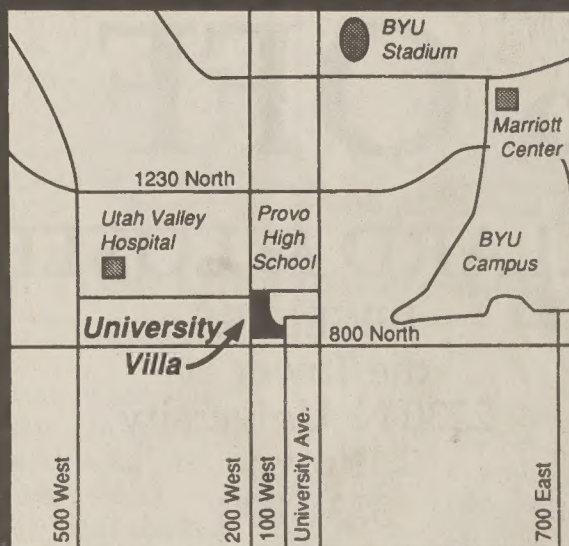 BYU
Stadium
Marriott
Center
1230 North
Utah Valley
Hospital
Provo
High
School
BYU
Campus
University
Villa
800 North
500 West
200 West
100 West
University Ave.
700 East